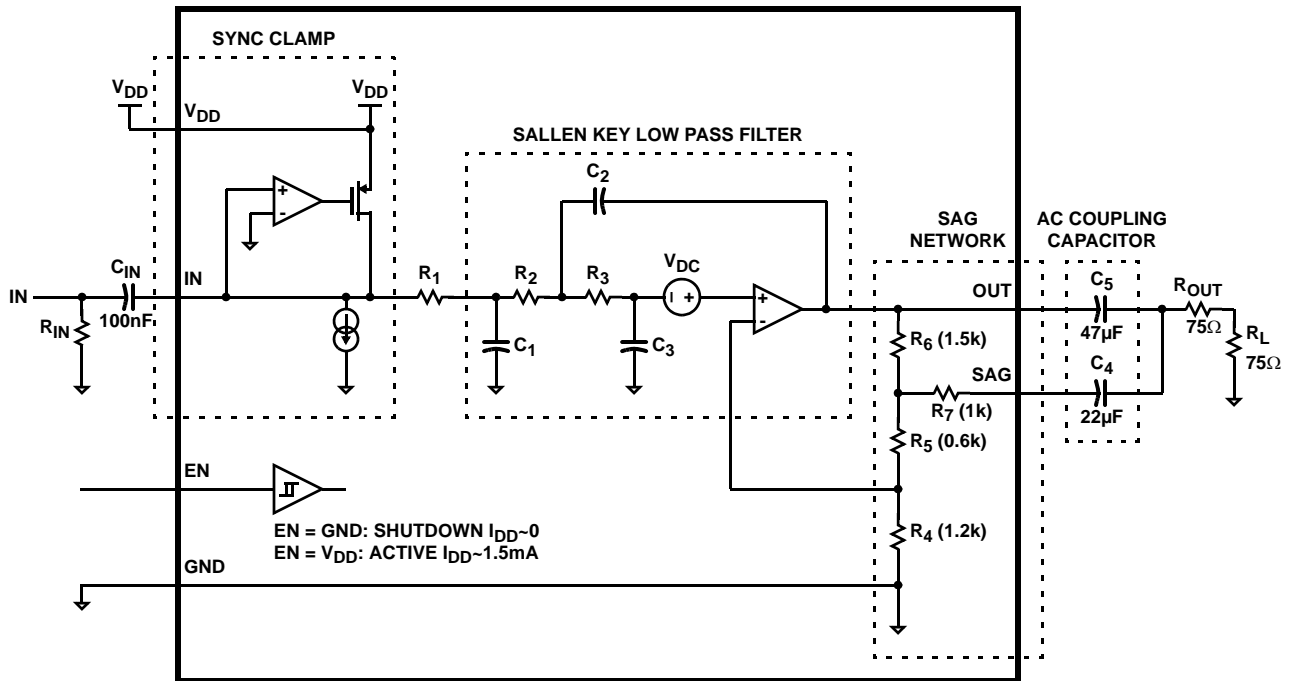 SYNC CLAMP
V_DD
V_DD
V_DD
SALLEN KEY LOW PASS FILTER
C_2
+
-
SAG
NETWORK
AC COUPLING
CAPACITOR
C_IN
IN
IN
100nF
R_IN
R_1
R_2
R_3
V_DC
- +
+
-
C_1
C_3
OUT
C_5
47µF
R_OUT
75Ω
R_L
75Ω
R_6 (1.5k)
SAG
C_4
22µF
R_7 (1k)
R_5 (0.6k)
R_4 (1.2k)
EN
EN = GND: SHUTDOWN I_DD~0
EN = V_DD: ACTIVE I_DD~1.5mA
GND